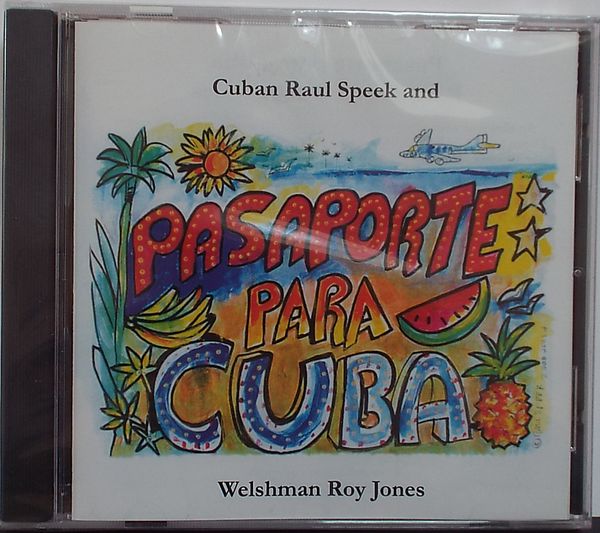 Cuban Raul Speek and
PASAPORTE
PARA
CUBA
Welshman Roy Jones